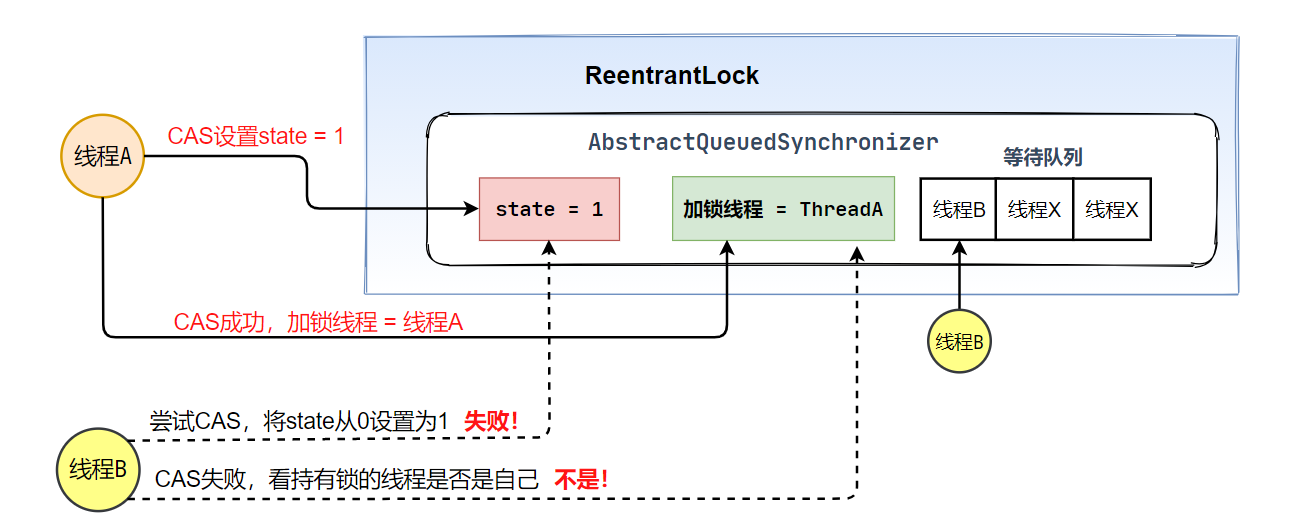 ReentrantLock
AbstractQueuedSynchronizer
线程A
CAS设置state = 1
等待队列
state = 1
加锁线程 = ThreadA
线程B
线程X
线程X
CAS成功，加锁线程 = 线程A
线程B
尝试CAS，将state从0设置为1 失败！
线程B
CAS失败，看持有锁的线程是否是自己 不是！